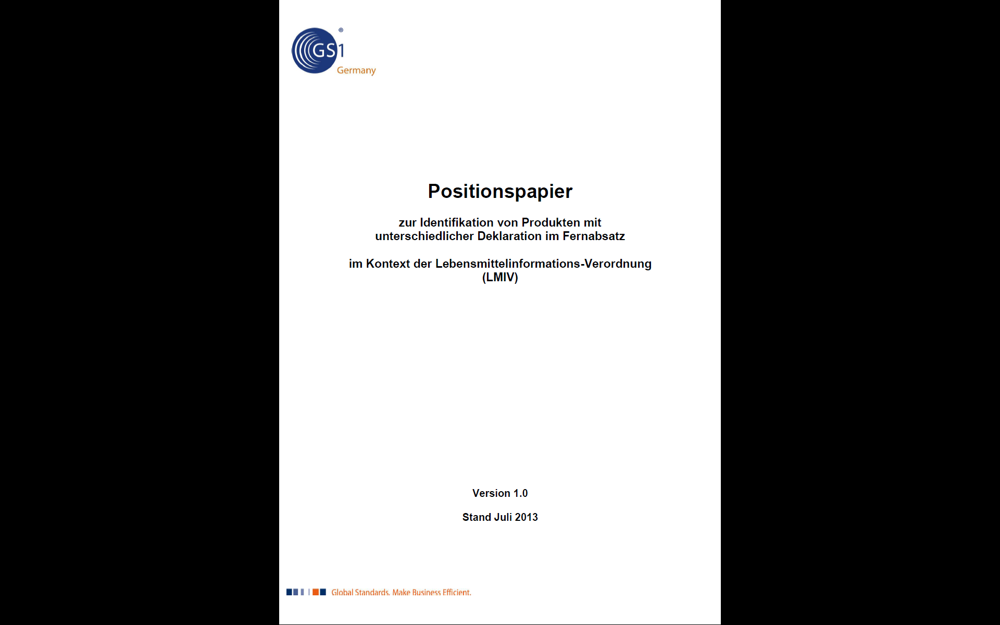 GS1 ®
Germany
Positionspapier
zur Identifikation von Produkten mit
unterschiedlicher Deklaration im Fernabsatz
im Kontext der Lebensmittelinformations-Verordnung
(LMIV)
Version 1.0
Stand Juli 2013
Global Standards. Make Business Efficient.